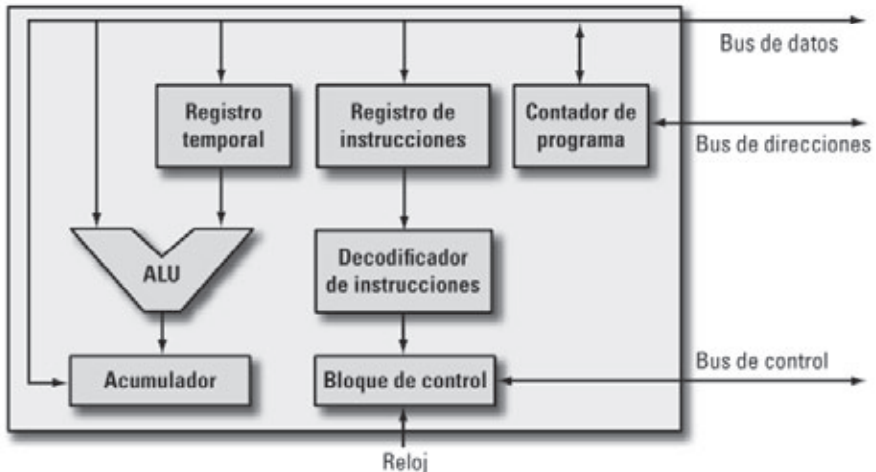 Bus de datos
Registro
temporal
Registro de
instrucciones
Contador de
programa
Bus de direcciones
ALU
Decodificador
de instrucciones
Acumulador
Bloque de control
Bus de control
Reloj